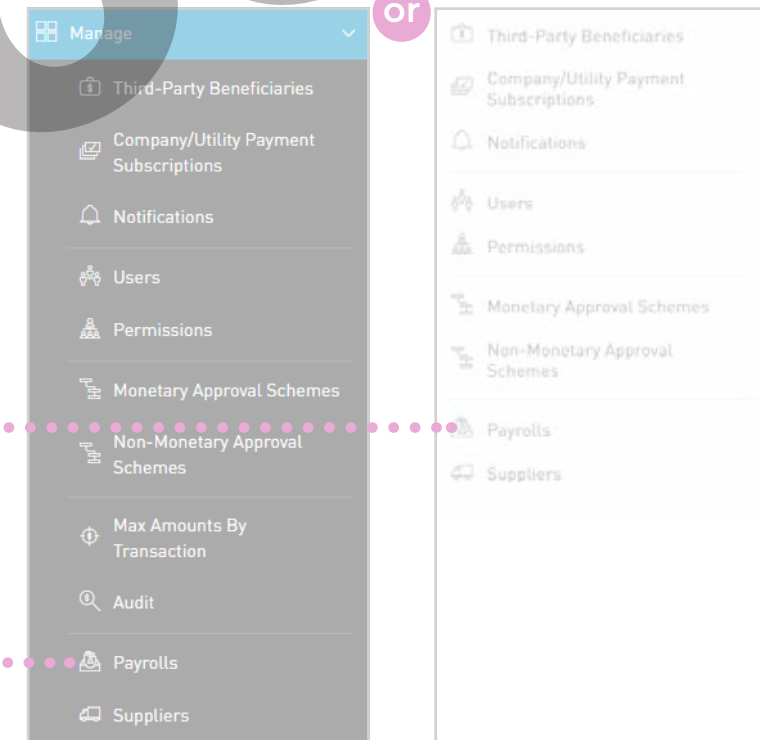 Manage
Third-Party Beneficiaries
Company/Utility Payment
Subscriptions
Notifications
Users
Permissions
Monetary Approval Schemes
Non-Monetary Approval
Schemes
Max Amounts By
Transaction
Audit
Payrolls
Suppliers
or
Third-Party Beneficiaries
Company/Utility Payment
Subscriptions
Notifications
Users
Permissions
Monetary Approval Schemes
Non-Monetary Approval
Schemes
Payrolls
Suppliers